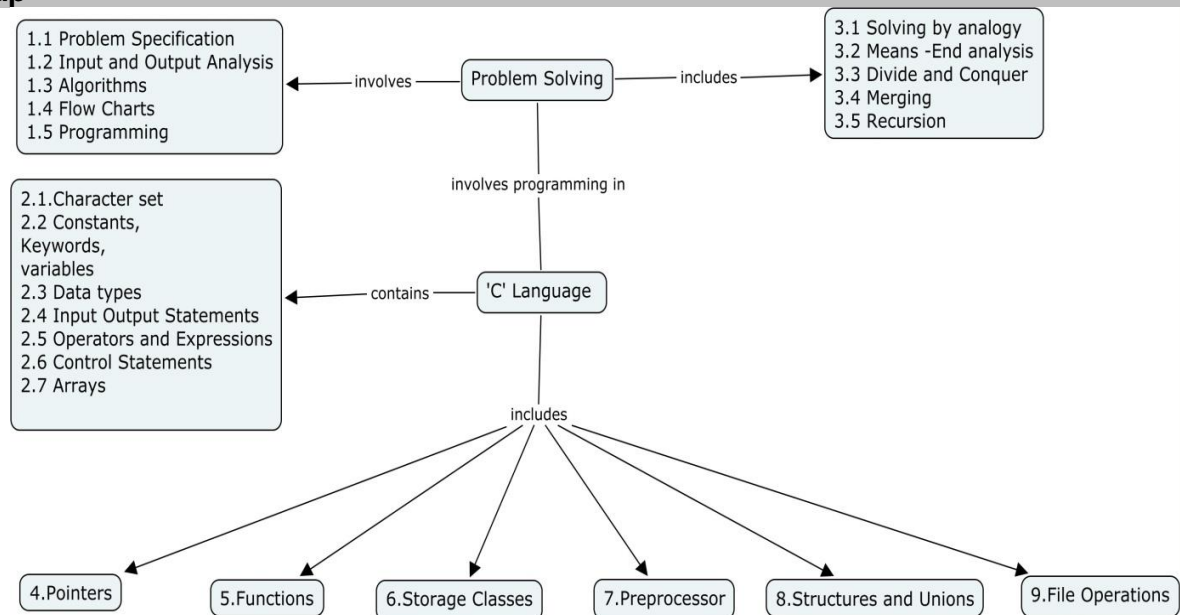 1.1 Problem Specification
1.2 Input and Output Analysis
1.3 Algorithms
1.4 Flow Charts
1.5 Programming
involves
Problem Solving
includes
3.1 Solving by analogy
3.2 Means -End analysis
3.3 Divide and Conquer
3.4 Merging
3.5 Recursion
involves programming in
2.1.Character set
2.2 Constants,
Keywords,
variables
2.3 Data types
2.4 Input Output Statements
2.5 Operators and Expressions
2.6 Control Statements
2.7 Arrays
contains
'C' Language
includes
4.Pointers
5.Functions
6.Storage Classes
7.Preprocessor
8.Structures and Unions
9.File Operations